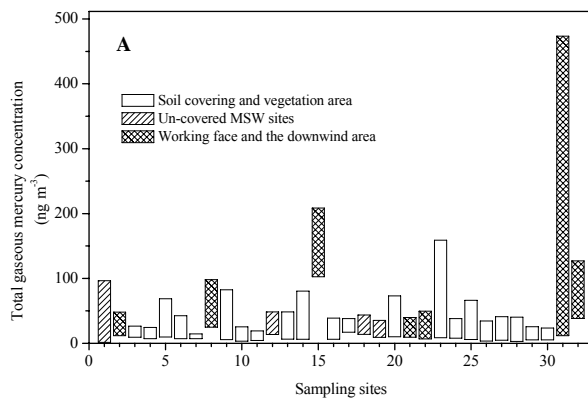 A
Soil covering and vegetation area
Un-covered MSW sites
Working face and the downwind area
Total gaseous mercury concentration
(ng m-3)
500
400
300
200
100
0
0 5 10 15 20 25 30
Sampling sites